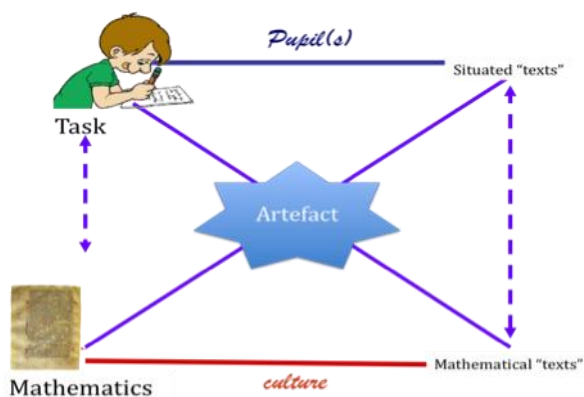 Pupil(s)
Situated “texts”
Task
Artefact
Mathematical “texts”
Mathematics
culture